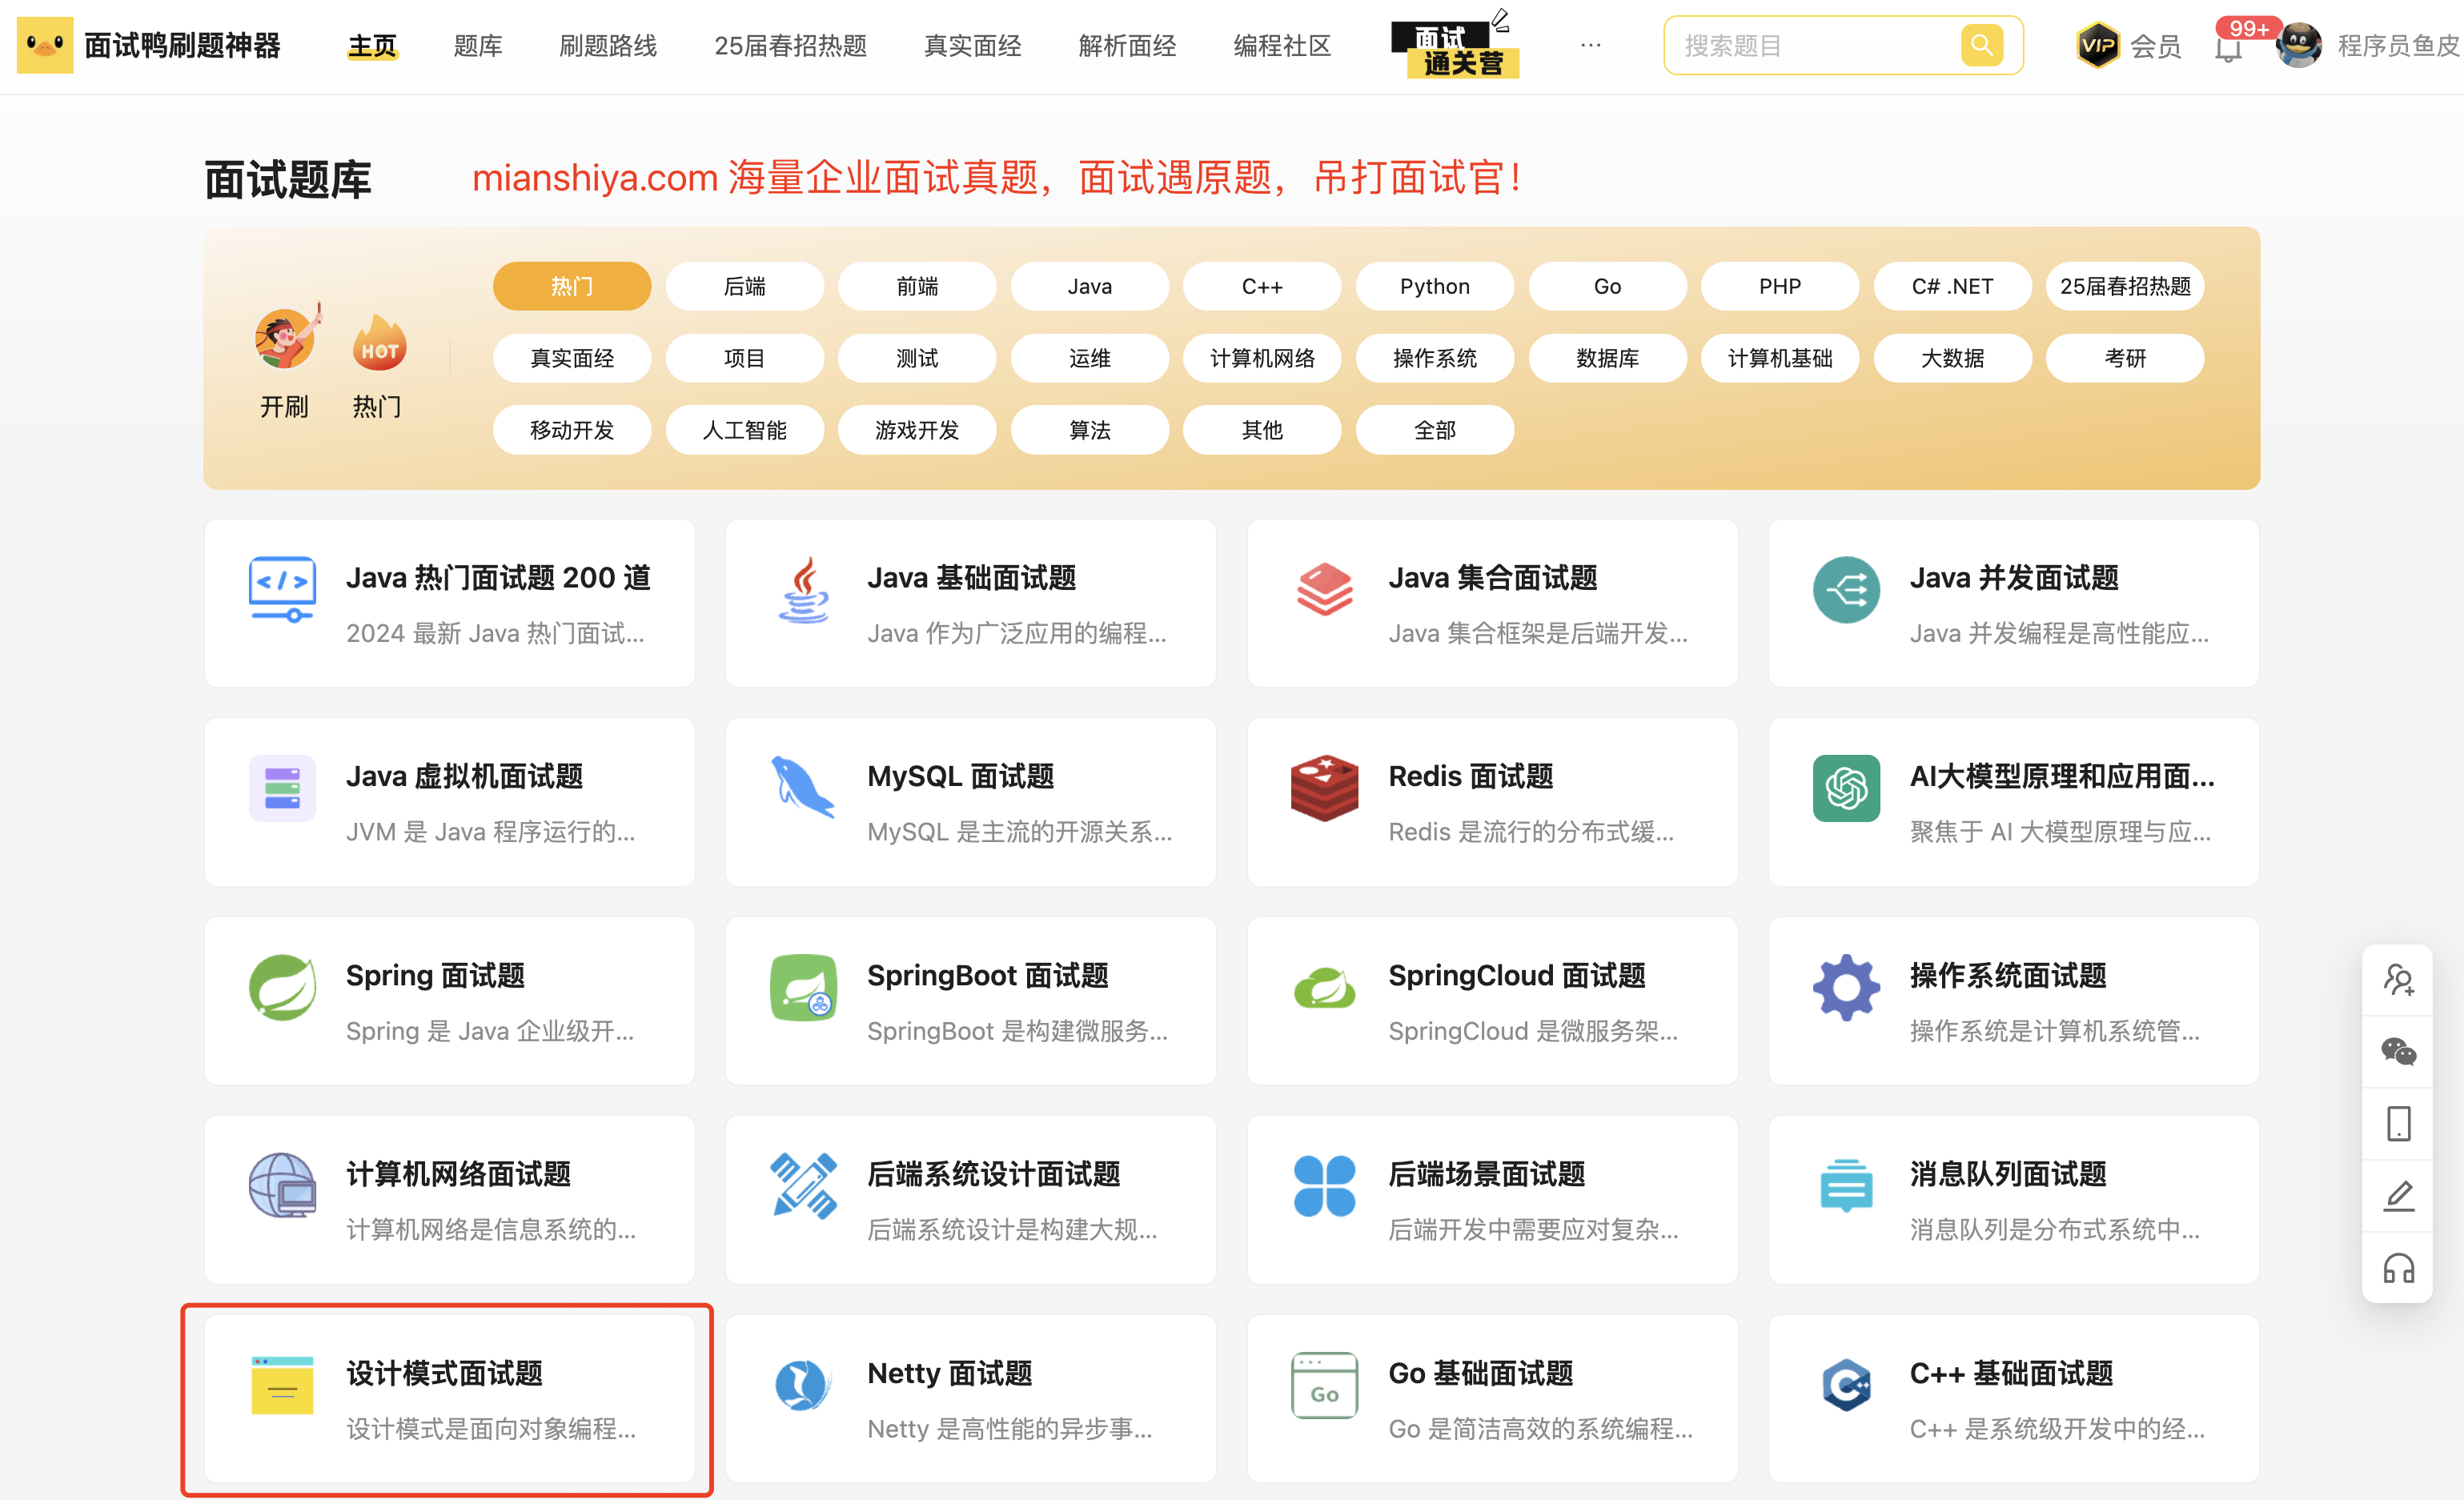 面试鸭刷题神器
主页
题库
刷题路线
25届春招热题
真实面经
解析面经
编程社区
面试
通关营
···
搜索题目
VIP
会员
99+
程序员鱼皮
面试题库
mianshiya.com 海量企业面试真题，面试遇原题，吊打面试官！
开刷
HOT
热门
热门
后端
前端
Java
C++
Python
Go
PHP
C# .NET
25届春招热题
真实面经
项目
测试
运维
计算机网络
操作系统
数据库
计算机基础
大数据
考研
移动开发
人工智能
游戏开发
算法
其他
全部
Java 热门面试题 200 道
2024 最新 Java 热门面试...
Java 基础面试题
Java 作为广泛应用的编程...
Java 集合面试题
Java 集合框架是后端开发...
Java 并发面试题
Java 并发编程是高性能应...
Java 虚拟机面试题
JVM 是 Java 程序运行的...
MySQL 面试题
MySQL 是主流的开源关系...
Redis 面试题
Redis 是流行的分布式缓...
AI大模型原理和应用面...
聚焦于 AI 大模型原理与应...
Spring 面试题
Spring 是 Java 企业级开...
SpringBoot 面试题
SpringBoot 是构建微服务...
SpringCloud 面试题
SpringCloud 是微服务架...
操作系统面试题
操作系统是计算机系统管...
计算机网络面试题
计算机网络是信息系统的...
后端系统设计面试题
后端系统设计是构建大规...
后端场景面试题
后端开发中需要应对复杂...
消息队列面试题
消息队列是分布式系统中...
设计模式面试题
设计模式是面向对象编程...
Netty 面试题
Netty 是高性能的异步事...
Go
Go 基础面试题
Go 是简洁高效的系统编程...
C++ 基础面试题
C++ 是系统级开发中的经...